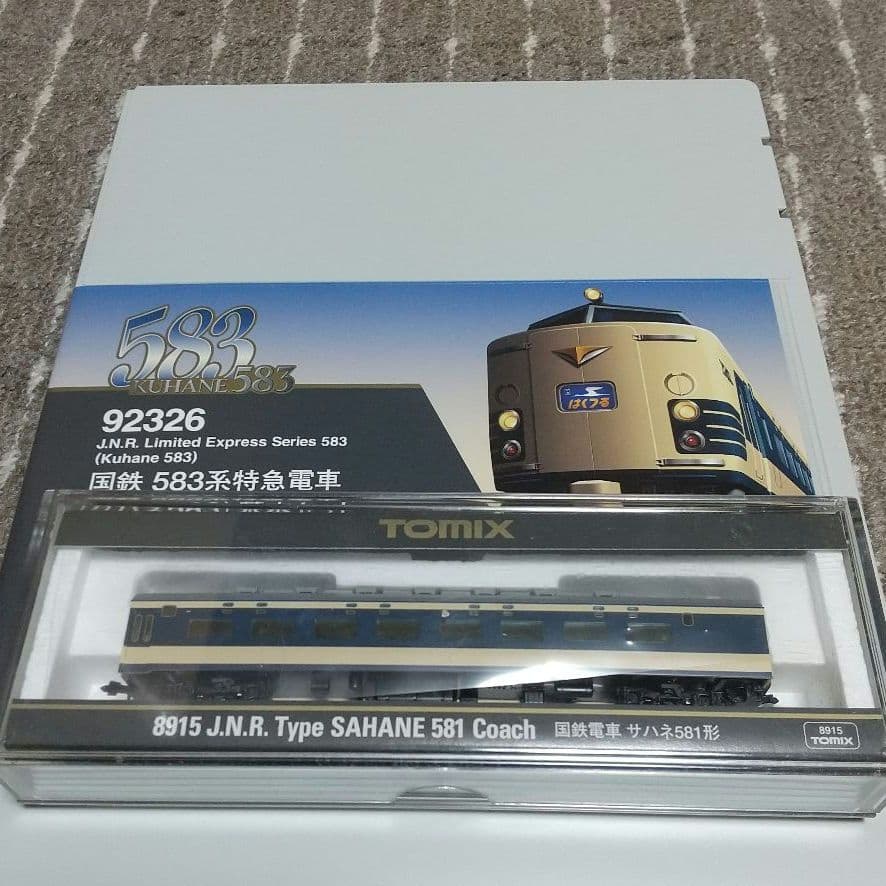 583
KUHANE 583
92326
J.N.R. Limited Express Series 583
(Kuhane 583)
国鉄 583系特急電車
はくつる
TOMIX
8915 J.N.R. Type SAHANE 581 Coach 国鉄電車 サハネ581形
8915
TOMIX